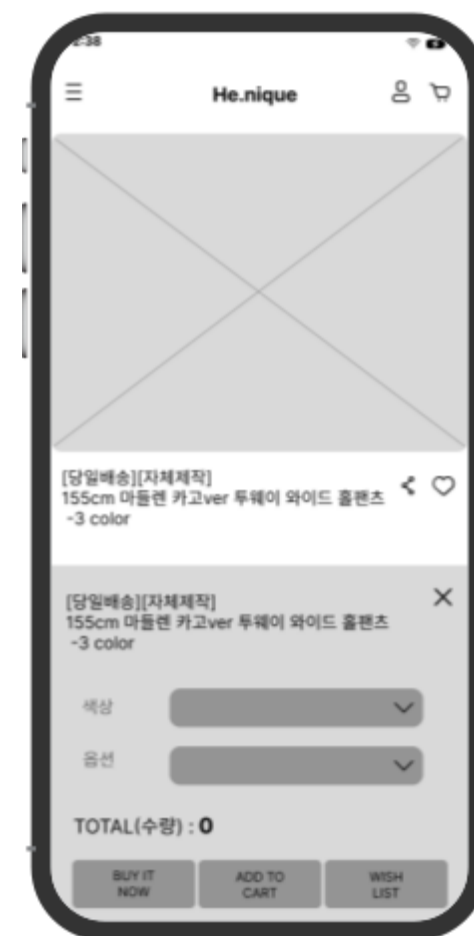 He.nique
[당일배송][자체제작]
155cm 마들렌 카고ver 투웨이 와이드 홀팬츠
-3 color
[당일배송][자체제작]
155cm 마들렌 카고ver 투웨이 와이드 홀팬츠
-3 color
색상
옵션
TOTAL(수량) : 0
BUY IT
NOW
ADD TO
CART
WISH
LIST